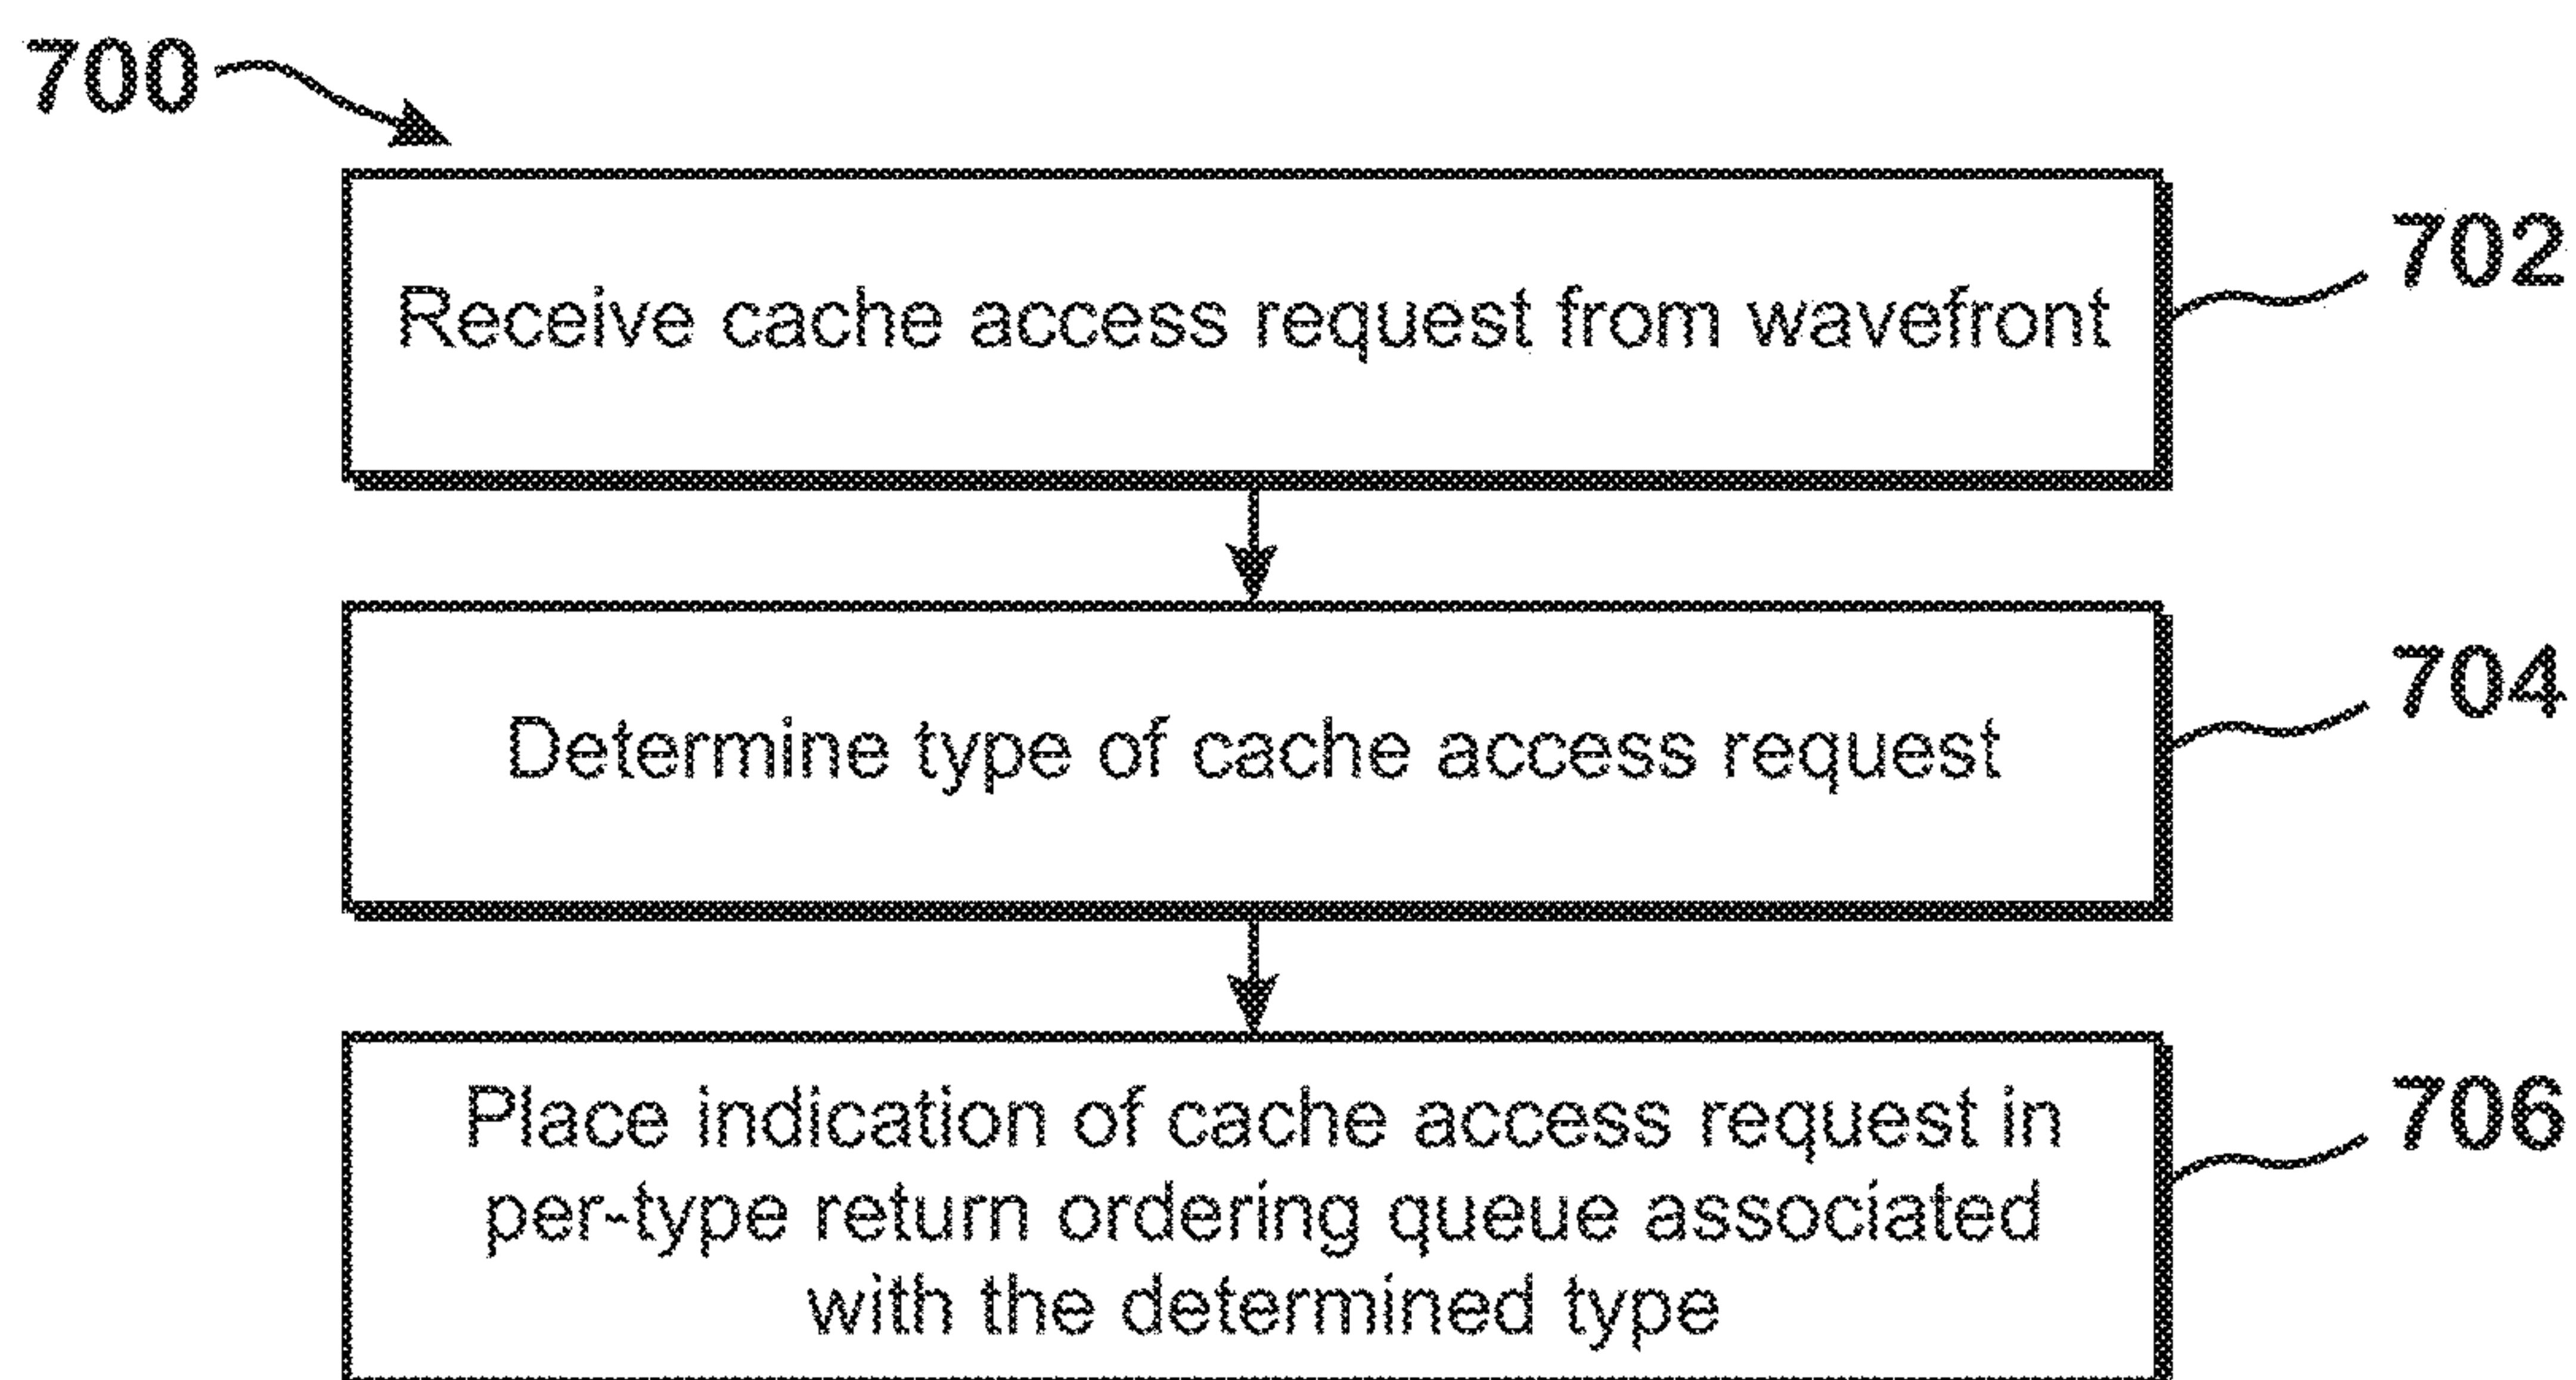 700
Receive cache access request from wavefront
702
Determine type of cache access request
704
Place indication of cache access request in
per-type return ordering queue associated
with the determined type
706